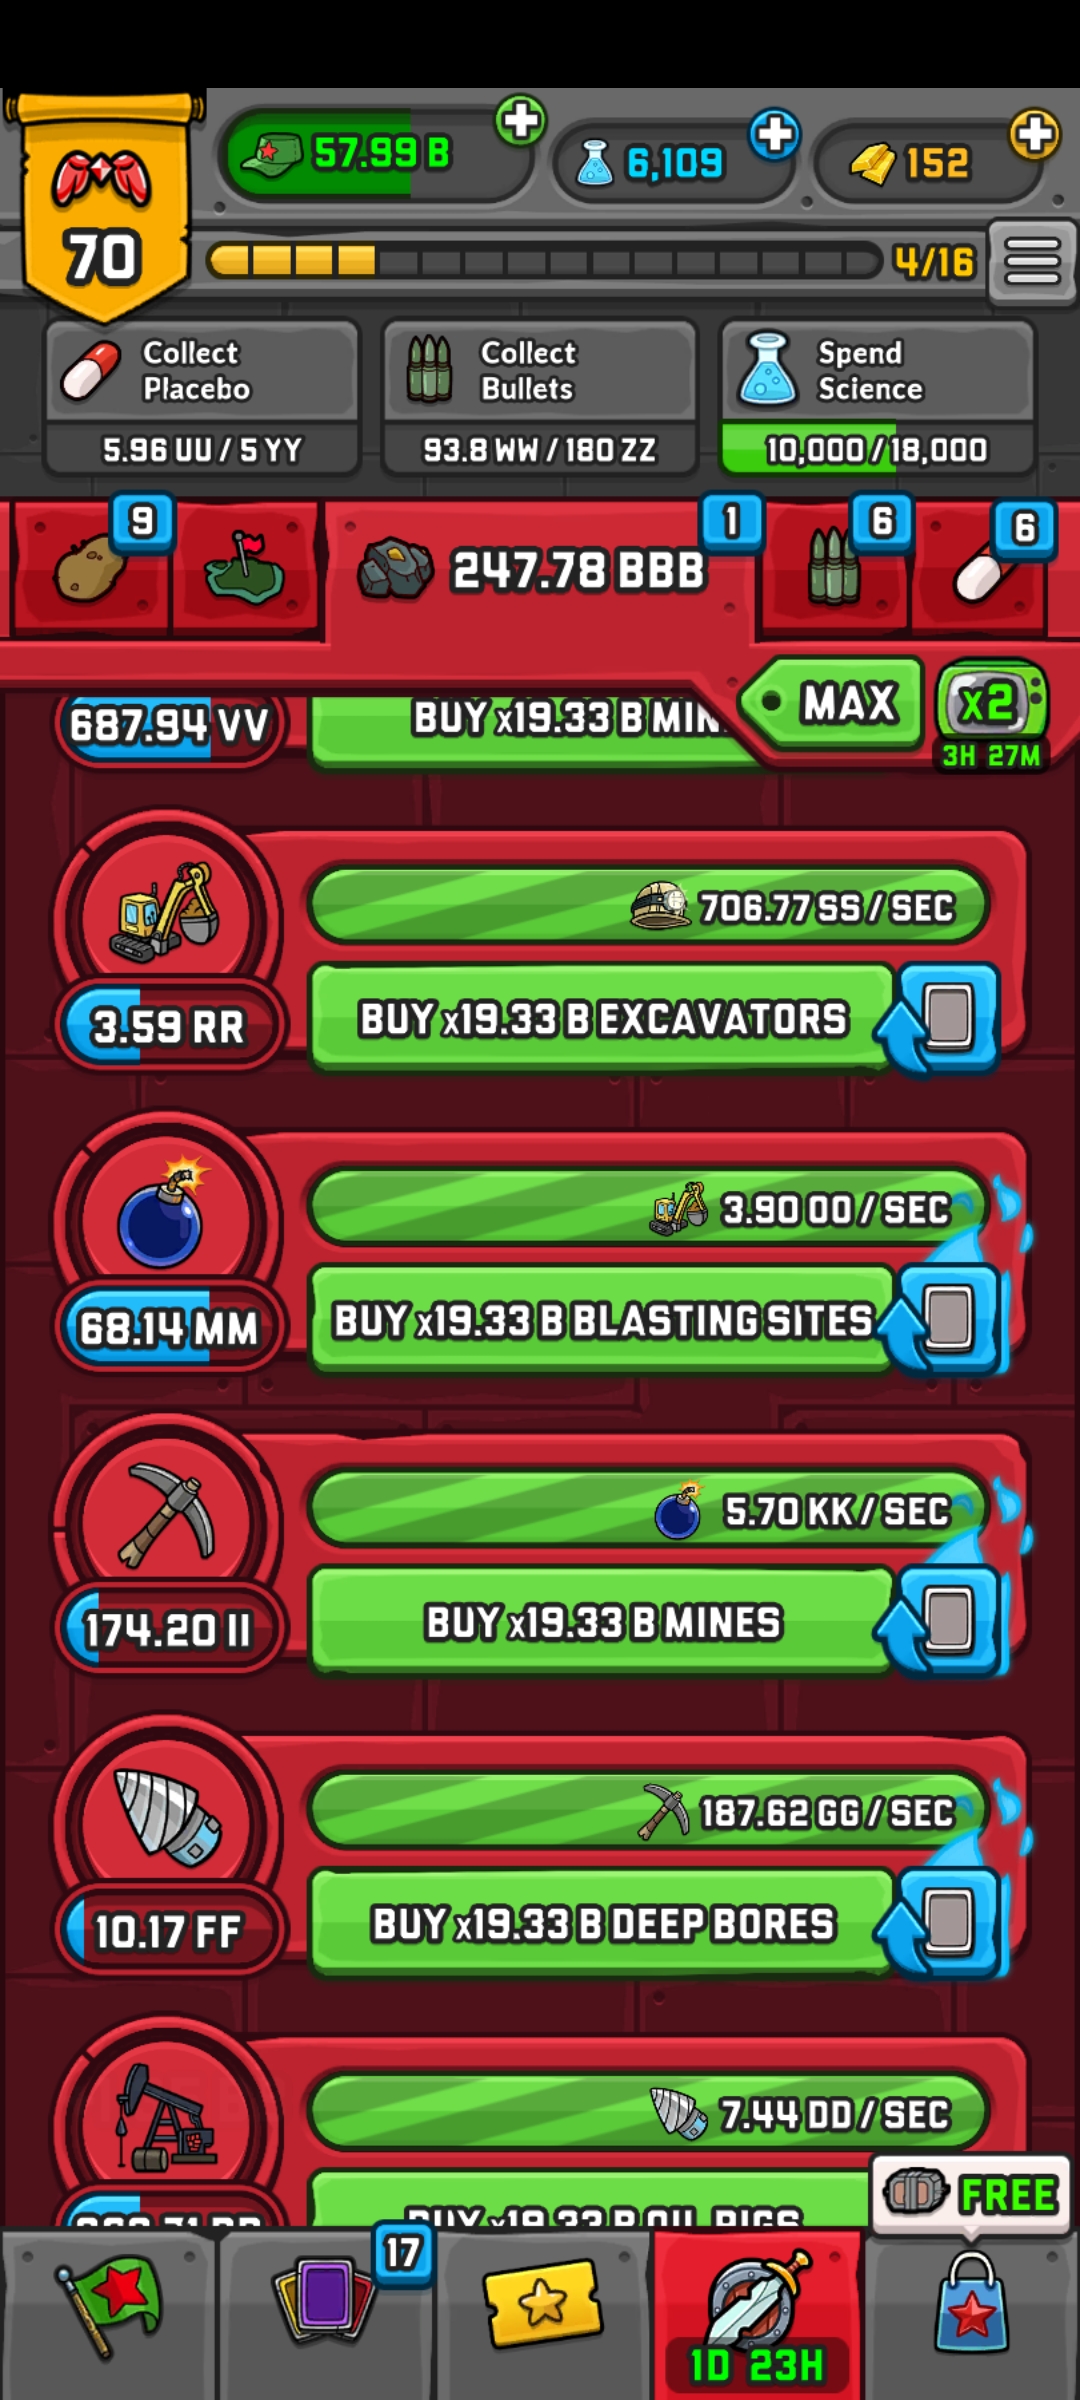 57.99 B
6,109
152
70
4/16
Collect
Placebo
5.96 UU / 5 YY
Collect
Bullets
93.8 WW / 180 ZZ
Spend
Science
10,000 / 18,000
9
247.78 BBB
1
6
6
MAX
x2
3H 27M
687.94 VV
BUY x19.33 B MIN
706.77 SS / SEC
3.59 RR
BUY x19.33 B EXCAVATORS
3.90 OO / SEC
68.14 MM
BUY x19.33 B BLASTING SITES
5.70 KK / SEC
174.20 II
BUY x19.33 B MINES
187.62 GG / SEC
10.17 FF
BUY x19.33 B DEEP BORES
7.44 DD / SEC
FREE
BUY x19.33 B OIL RIGS
17
1D 23H